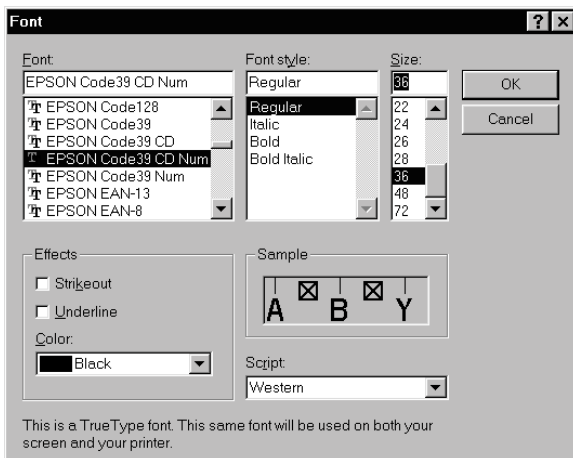 Font
? ×
Font:
EPSON Code39 CD Num
EPSON Code128
EPSON Code39
EPSON Code39 CD
EPSON Code39 CD Num
EPSON Code39 Num
EPSON EAN-13
EPSON EAN-8
Font style:
Regular
Regular
Italic
Bold
Bold Italic
Size:
36
22
24
26
28
36
48
72
OK
Cancel
Effects
Strikeout
Underline
Color:
Black
Sample
A B Y
Script:
Western
This is a TrueType font. This same font will be used on both your
screen and your printer.